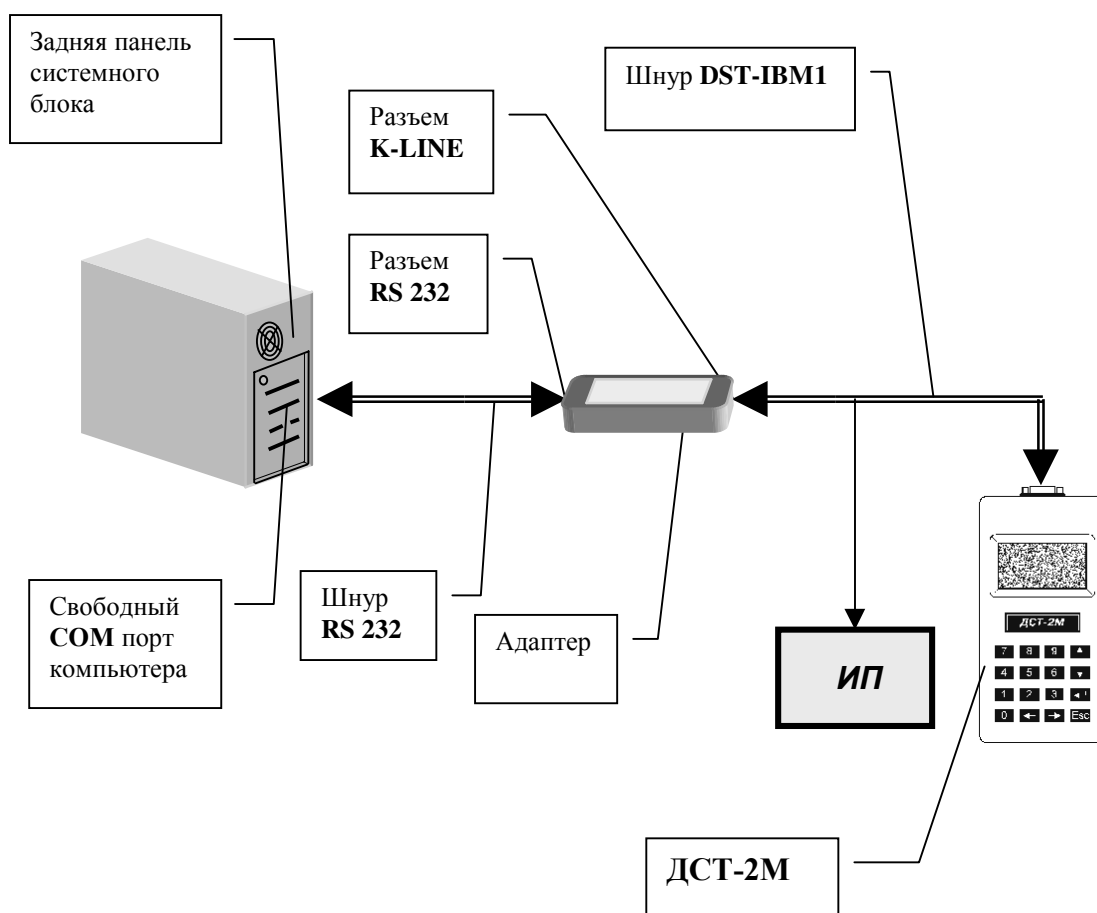 Задняя панель
системного
блока
Разъем
K-LINE
Шнур DST-IBM1
Разъем
RS 232
Свободный
COM порт
компьютера
Шнур
RS 232
Адаптер
ИП
ДСТ-2М
7 8 9
4 5 6
1 2 3
0 Esc
ДСТ-2М